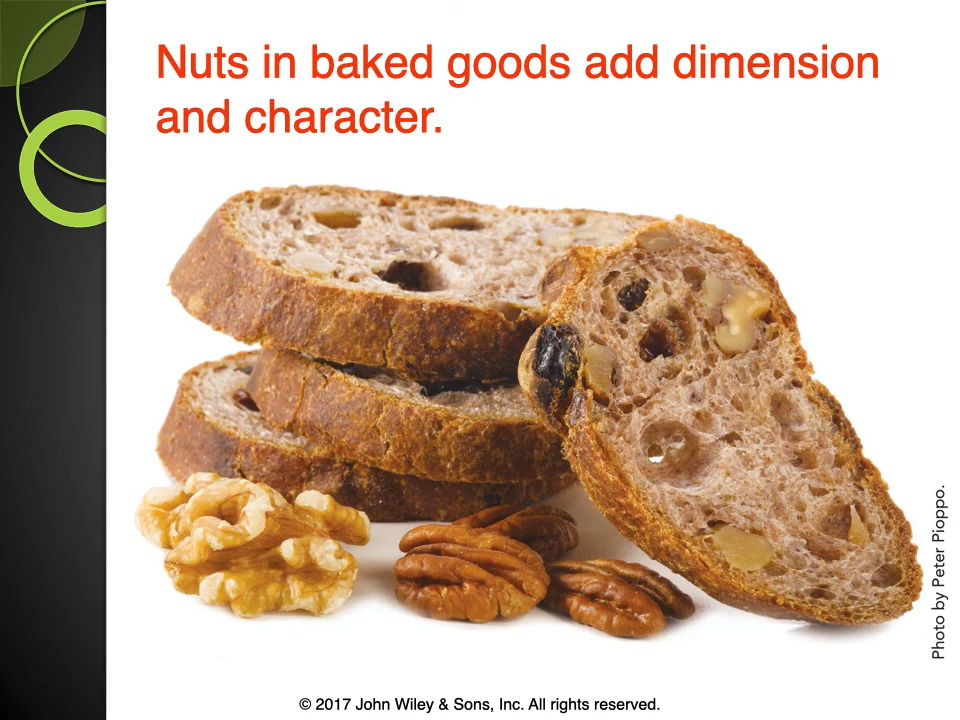 Nuts in baked goods add dimension
and character.
Photo by Peter Pioppo.
© 2017 John Wiley & Sons, Inc. All rights reserved.